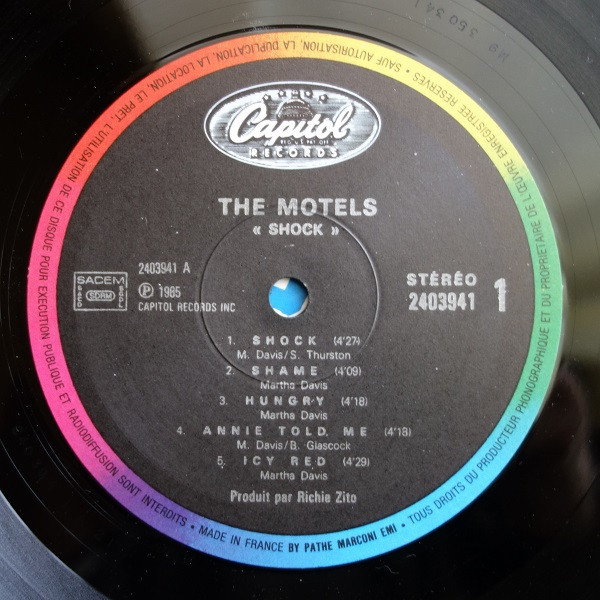 Capitol
RECORDS
THE MOTELS
« SHOCK »
2403941 A
SACEM
SACD
SDRM
SGDL
Ⓟ 1985
CAPITOL RECORDS INC
STÉRÉO
2403941
1
1. SHOCK (4'27)
M. Davis/S. Thurston
2. SHAME (4'09)
Martha Davis
3. HUNGRY (4'18)
Martha Davis
4. ANNIE TOLD ME (4'18)
M. Davis/B. Glascock
5. ICY RED (4'29)
Martha Davis
Produit par Richie Zito
MADE IN FRANCE BY PATHE MARCONI EMI • TOUS DROITS DU PRODUCTEUR PHONOGRAPHIQUE ET DU PROPRIETAIRE DE L'ŒUVRE ENREGISTREE RESERVES • SAUF AUTORISATION, LA DUPLICATION, LA LOCATION, LE PRET, L'UTILISATION DE CE DISQUE POUR EXECUTION PUBLIQUE ET RADIODIFFUSION SONT INTERDITS •